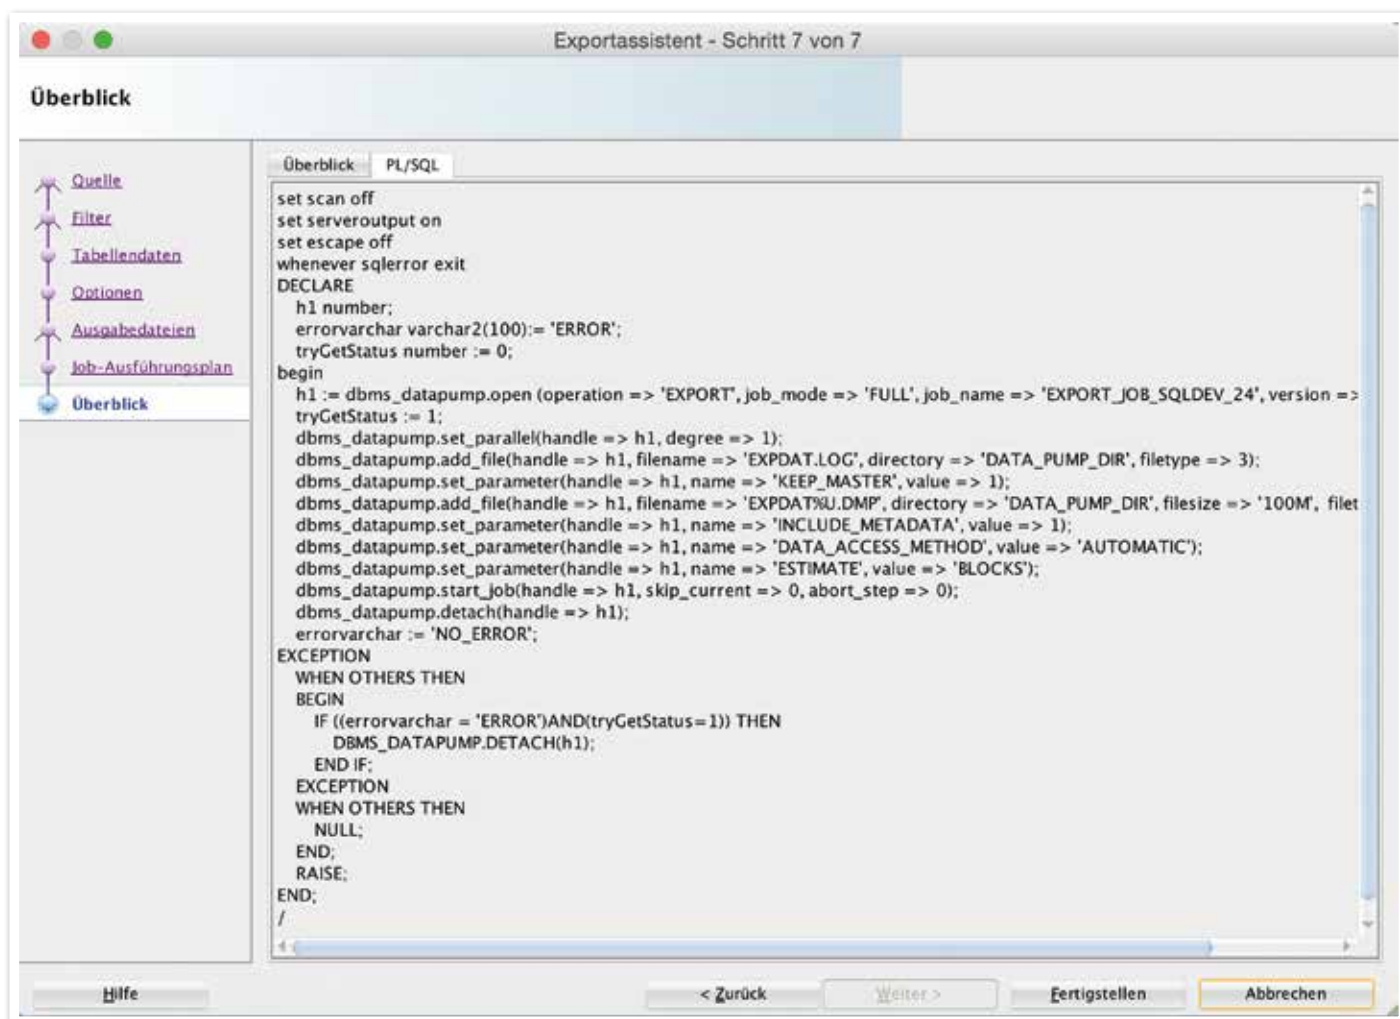 Exportassistent - Schritt 7 von 7
Überblick
Quelle
Filter
Tabellendaten
Optionen
Ausgabedateien
Job-Ausführungsplan
Überblick
Überblick PL/SQL
set scan off
set serveroutput on
set escape off
whenever sqlerror exit
DECLARE
h1 number;
errorvarchar varchar2(100):= 'ERROR';
tryGetStatus number := 0;
begin
h1 := dbms_datapump.open (operation => 'EXPORT', job_mode => 'FULL', job_name => 'EXPORT_JOB_SQLDEV_24', version =>
tryGetStatus := 1;
dbms_datapump.set_parallel(handle => h1, degree => 1);
dbms_datapump.add_file(handle => h1, filename => 'EXPDAT.LOG', directory => 'DATA_PUMP_DIR', filetype => 3);
dbms_datapump.set_parameter(handle => h1, name => 'KEEP_MASTER', value => 1);
dbms_datapump.add_file(handle => h1, filename => 'EXPDAT%U.DMP', directory => 'DATA_PUMP_DIR', filesize => '100M', filet
dbms_datapump.set_parameter(handle => h1, name => 'INCLUDE_METADATA', value => 1);
dbms_datapump.set_parameter(handle => h1, name => 'DATA_ACCESS_METHOD', value => 'AUTOMATIC');
dbms_datapump.set_parameter(handle => h1, name => 'ESTIMATE', value => 'BLOCKS');
dbms_datapump.start_job(handle => h1, skip_current => 0, abort_step => 0);
dbms_datapump.detach(handle => h1);
errorvarchar := 'NO_ERROR';
EXCEPTION
WHEN OTHERS THEN
BEGIN
IF ((errorvarchar = 'ERROR')AND(tryGetStatus=1)) THEN
DBMS_DATAPUMP.DETACH(h1);
END IF;
EXCEPTION
WHEN OTHERS THEN
NULL;
END;
RAISE;
END;
/
Hilfe < Zurück Weiter > Fertigstellen Abbrechen